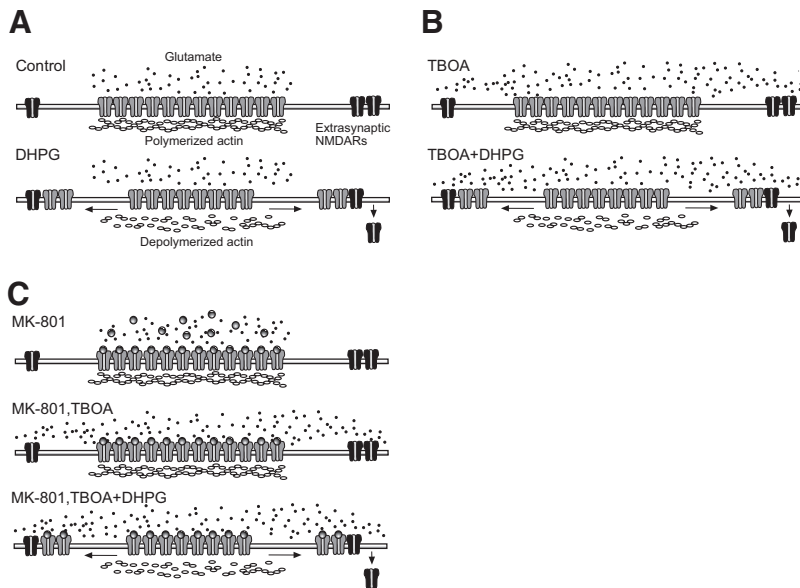 A
Control
Glutamate
Polymerized actin
Extrasynaptic
NMDARs
DHPG
Depolymerized actin
B
TBOA
TBOA+DHPG
C
MK-801
MK-801,TBOA
MK-801,TBOA+DHPG